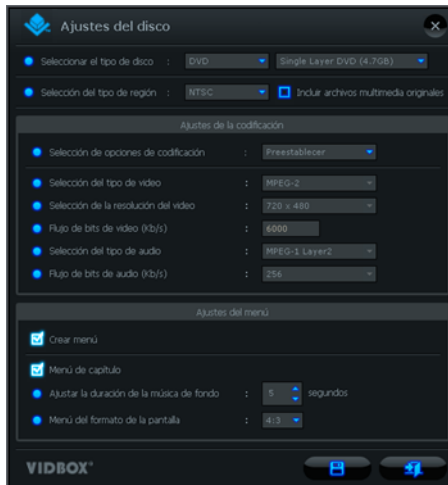 Ajustes del disco
Seleccionar el tipo de disco : DVD Single Layer DVD (4.7GB)
Selección del tipo de región : NTSC Incluir archivos multimedia originales
Ajustes de la codificación
Selección de opciones de codificación : Preestablecer
Selección del tipo de video : MPEG-2
Selección de la resolución del video : 720 x 480
Flujo de bits de video (Kb/s) : 6000
Selección del tipo de audio : MPEG-1 Layer2
Flujo de bits de audio (Kb/s) : 256
Ajustes del menú
Crear menú
Menú de capítulo
Ajustar la duración de la música de fondo : 5 segundos
Menú del formato de la pantalla : 4:3
VIDBOX